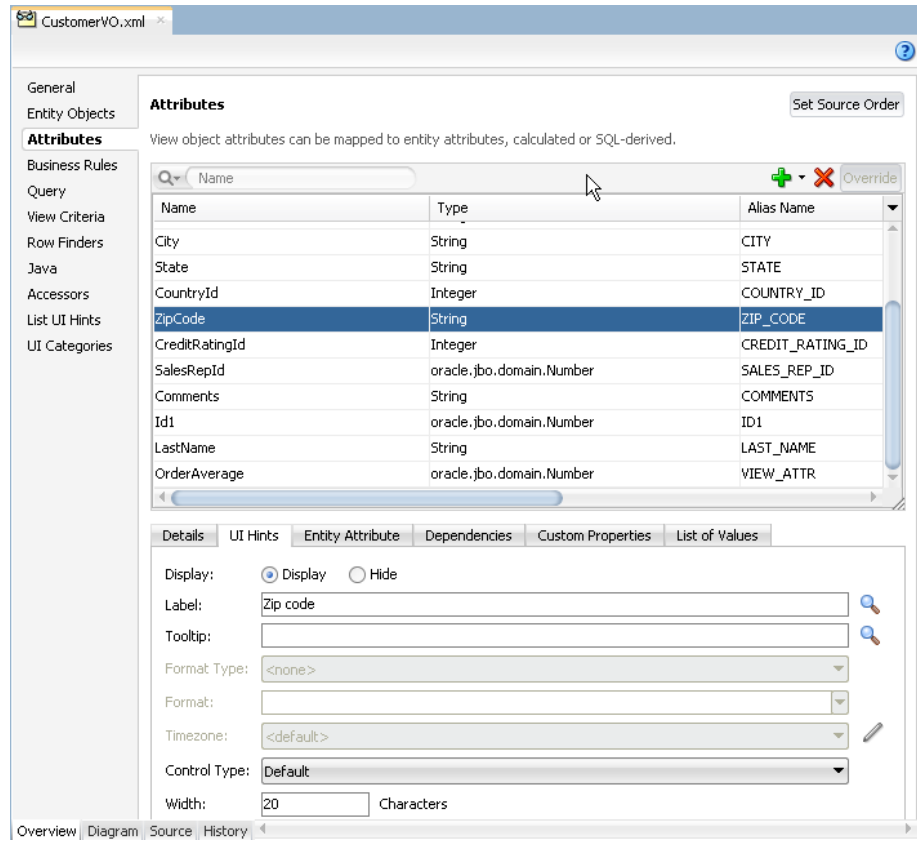 CustomerVO.xml
General
Entity Objects
Attributes
Business Rules
Query
View Criteria
Row Finders
Java
Accessors
List UI Hints
UI Categories
Attributes
Set Source Order
View object attributes can be mapped to entity attributes, calculated or SQL-derived.
Name
Override
Name Type Alias Name
City String CITY
State String STATE
CountryId Integer COUNTRY_ID
ZipCode String ZIP_CODE
CreditRatingId Integer CREDIT_RATING_ID
SalesRepId oracle.jbo.domain.Number SALES_REP_ID
Comments String COMMENTS
Id1 oracle.jbo.domain.Number ID1
LastName String LAST_NAME
OrderAverage oracle.jbo.domain.Number VIEW_ATTR
Details UI Hints Entity Attribute Dependencies Custom Properties List of Values
Display: Display Hide
Label: Zip code
Tooltip:
Format Type: <none>
Format:
Timezone: <default>
Control Type: Default
Width: 20 Characters
Overview Diagram Source History